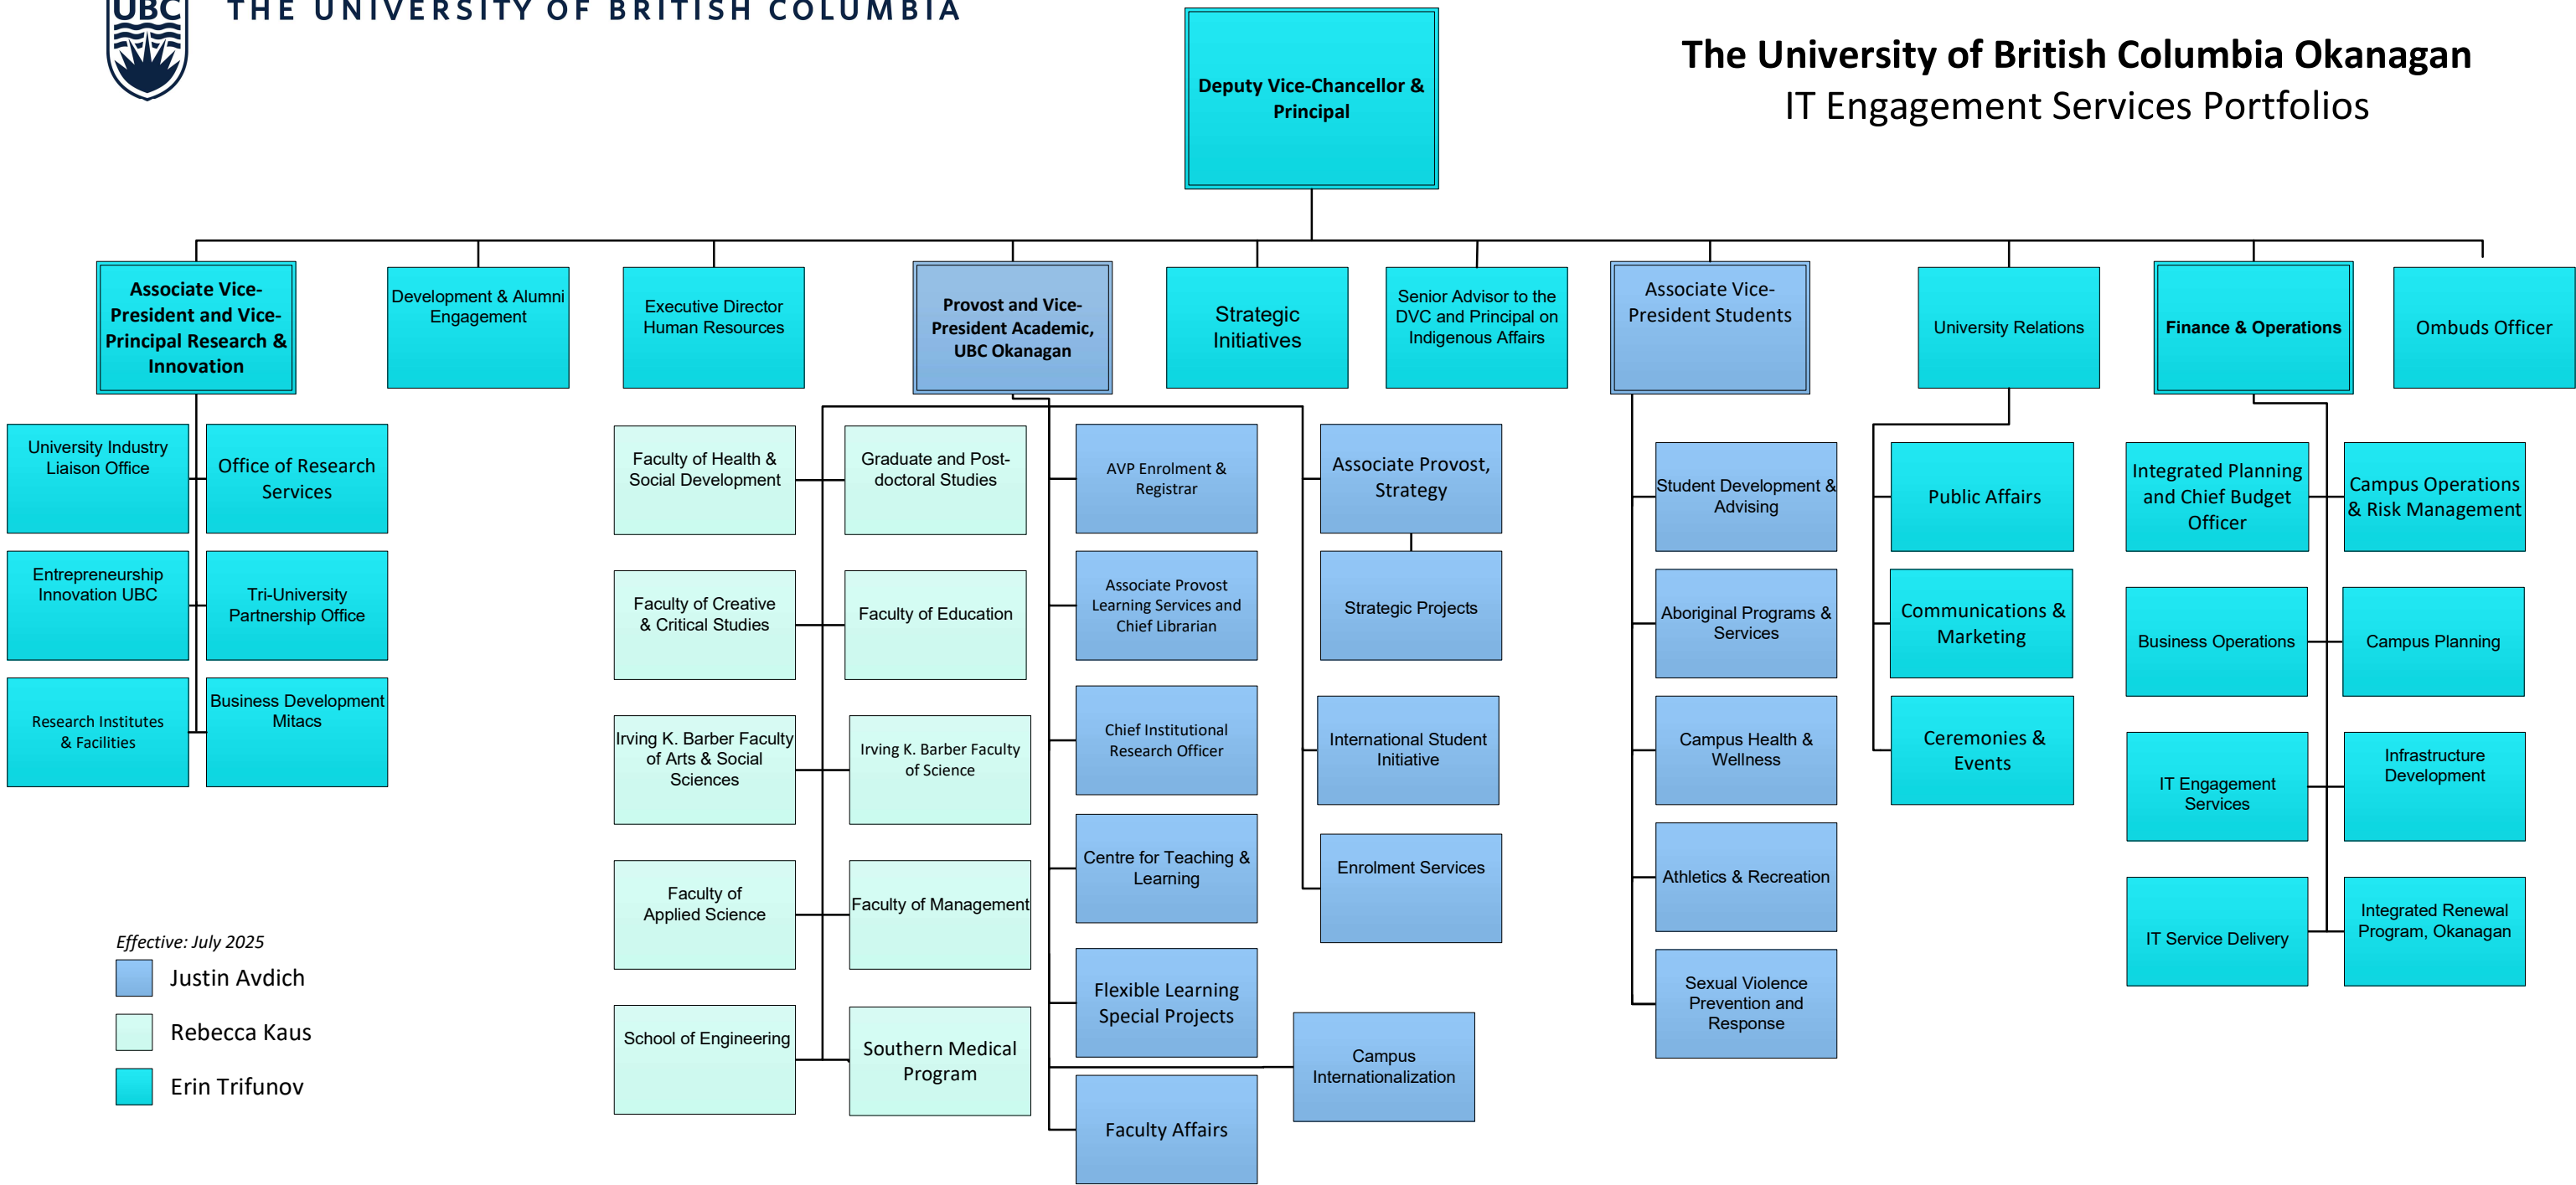 UBC
THE UNIVERSITY OF BRITISH COLUMBIA
The University of British Columbia Okanagan
IT Engagement Services Portfolios
Deputy Vice-Chancellor &
Principal
Associate Vice-
President and Vice-
Principal Research &
Innovation
Development & Alumni
Engagement
Executive Director
Human Resources
Provost and Vice-
President Academic,
UBC Okanagan
Strategic
Initiatives
Senior Advisor to the
DVC and Principal on
Indigenous Affairs
Associate Vice-
President Students
University Relations
Finance & Operations
Ombuds Officer
University Industry
Liaison Office
Office of Research
Services
Entrepreneurship
Innovation UBC
Tri-University
Partnership Office
Research Institutes
& Facilities
Business Development
Mitacs
Faculty of Health &
Social Development
Graduate and Post-
doctoral Studies
Faculty of Creative
& Critical Studies
Faculty of Education
Irving K. Barber Faculty
of Arts & Social
Sciences
Irving K. Barber Faculty
of Science
Faculty of
Applied Science
Faculty of Management
School of Engineering
Southern Medical
Program
AVP Enrolment &
Registrar
Associate Provost
Learning Services and
Chief Librarian
Chief Institutional
Research Officer
Centre for Teaching &
Learning
Flexible Learning
Special Projects
Faculty Affairs
Associate Provost,
Strategy
Strategic Projects
International Student
Initiative
Enrolment Services
Campus
Internationalization
Student Development &
Advising
Aboriginal Programs &
Services
Campus Health &
Wellness
Athletics & Recreation
Sexual Violence
Prevention and
Response
Public Affairs
Communications &
Marketing
Ceremonies &
Events
Integrated Planning
and Chief Budget
Officer
Campus Operations
& Risk Management
Business Operations
Campus Planning
IT Engagement
Services
Infrastructure
Development
IT Service Delivery
Integrated Renewal
Program, Okanagan
Effective: July 2025
Justin Avdich
Rebecca Kaus
Erin Trifunov